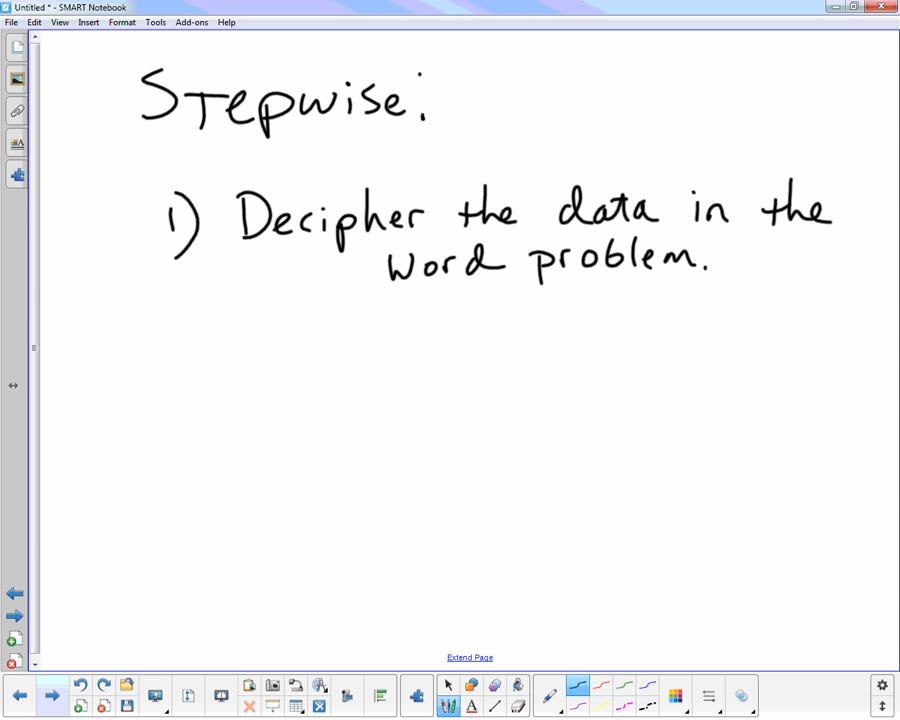 Untitled * - SMART Notebook
File Edit View Insert Format Tools Add-ons Help
Stepwise:
1) Decipher the data in the
word problem.
Extend Page